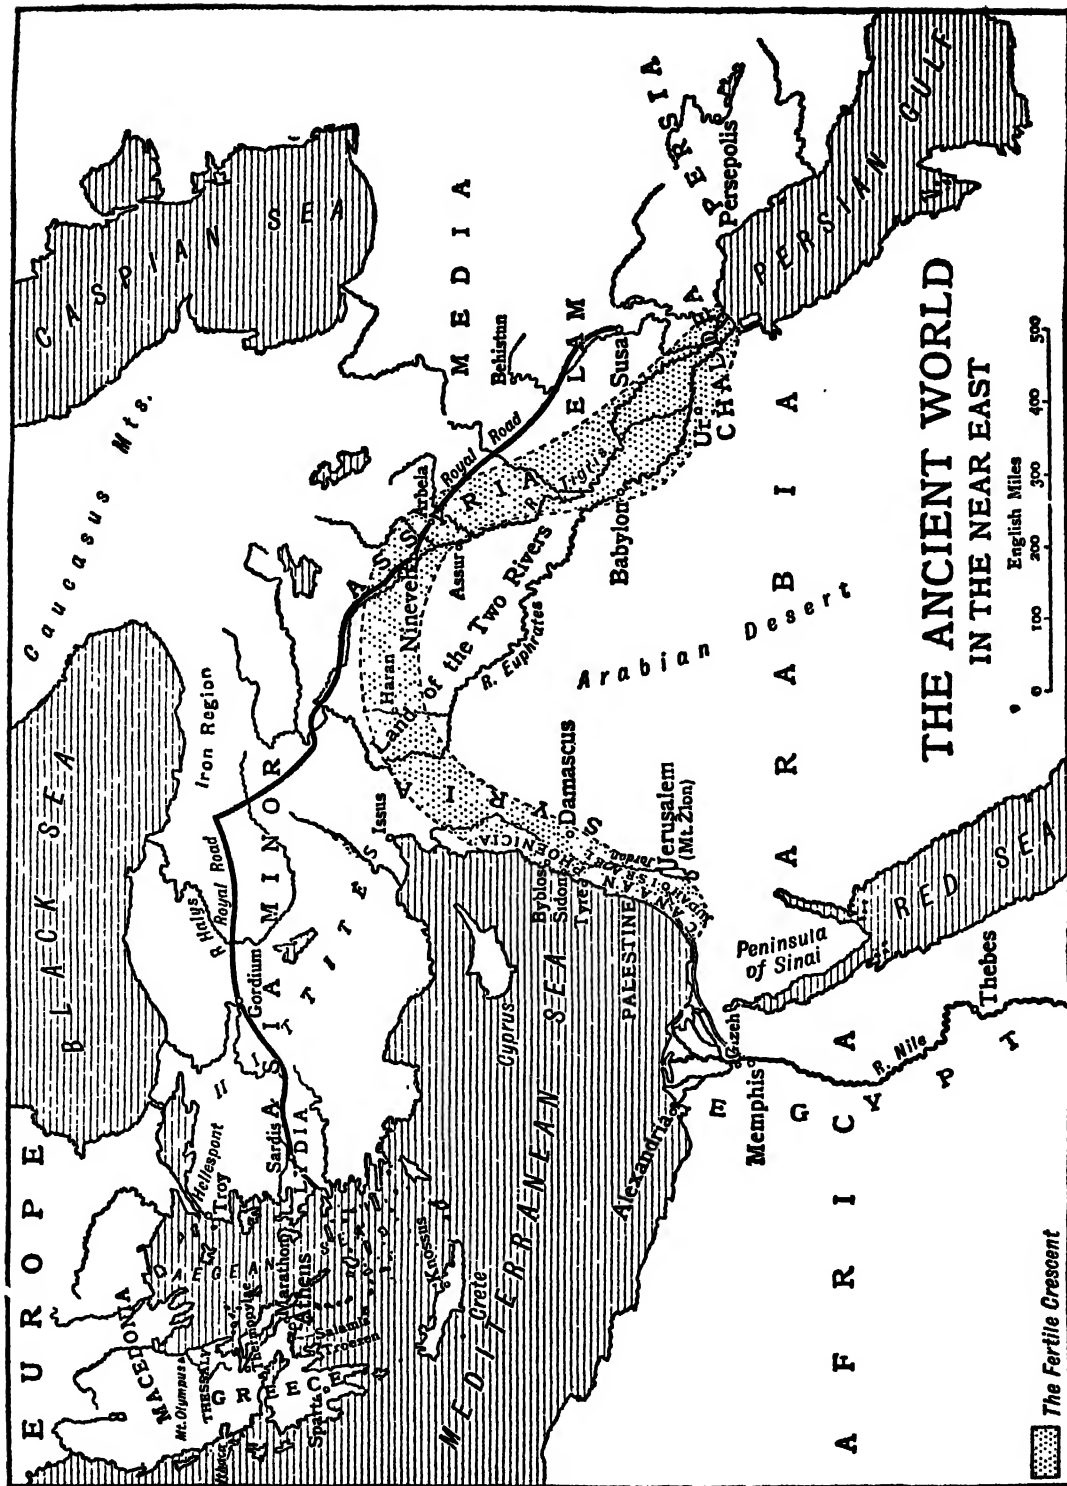 THE ANCIENT WORLD
IN THE NEAR EAST
English Miles
0 100 200 300 400 500
The Fertile Crescent
EUROPE
BLACK SEA
Caucasus Mts.
CASPIAN SEA
MACEDONIA
Mt. Olympus
THESSALY
GREECE
Thermopylae
Marathon
Athens
Salamis
Troezen
Sparta
Ithaca
AEGEAN SEA
Hellespont
Troy
Sardis
LYDIA
Gordium
R. Halys
Royal Road
ASIA MINOR
HITTITES
Iron Region
Issus
Knossus
Crete
Cyprus
MEDITERRANEAN SEA
SYRIA
PHOENICIA
Byblos
Sidon
Tyre
Damascus
ISRAEL
Jordan
CANAAN
JUDAH
PALESTINE
Jerusalem
(Mt. Zion)
Haran
Nineveh
ASSYRIA
Arbela
Assur
Royal Road
Land of the Two Rivers
R. Euphrates
R. Tigris
Babylon
Behistun
MEDIA
ELAM
Susa
Ur
CHALDEA
PERSIA
Persepolis
PERSIAN GULF
Arabian Desert
ARABIA
Peninsula
of Sinai
RED SEA
Alexandria
Gizeh
Memphis
R. Nile
Thebes
EGYPT
AFRICA